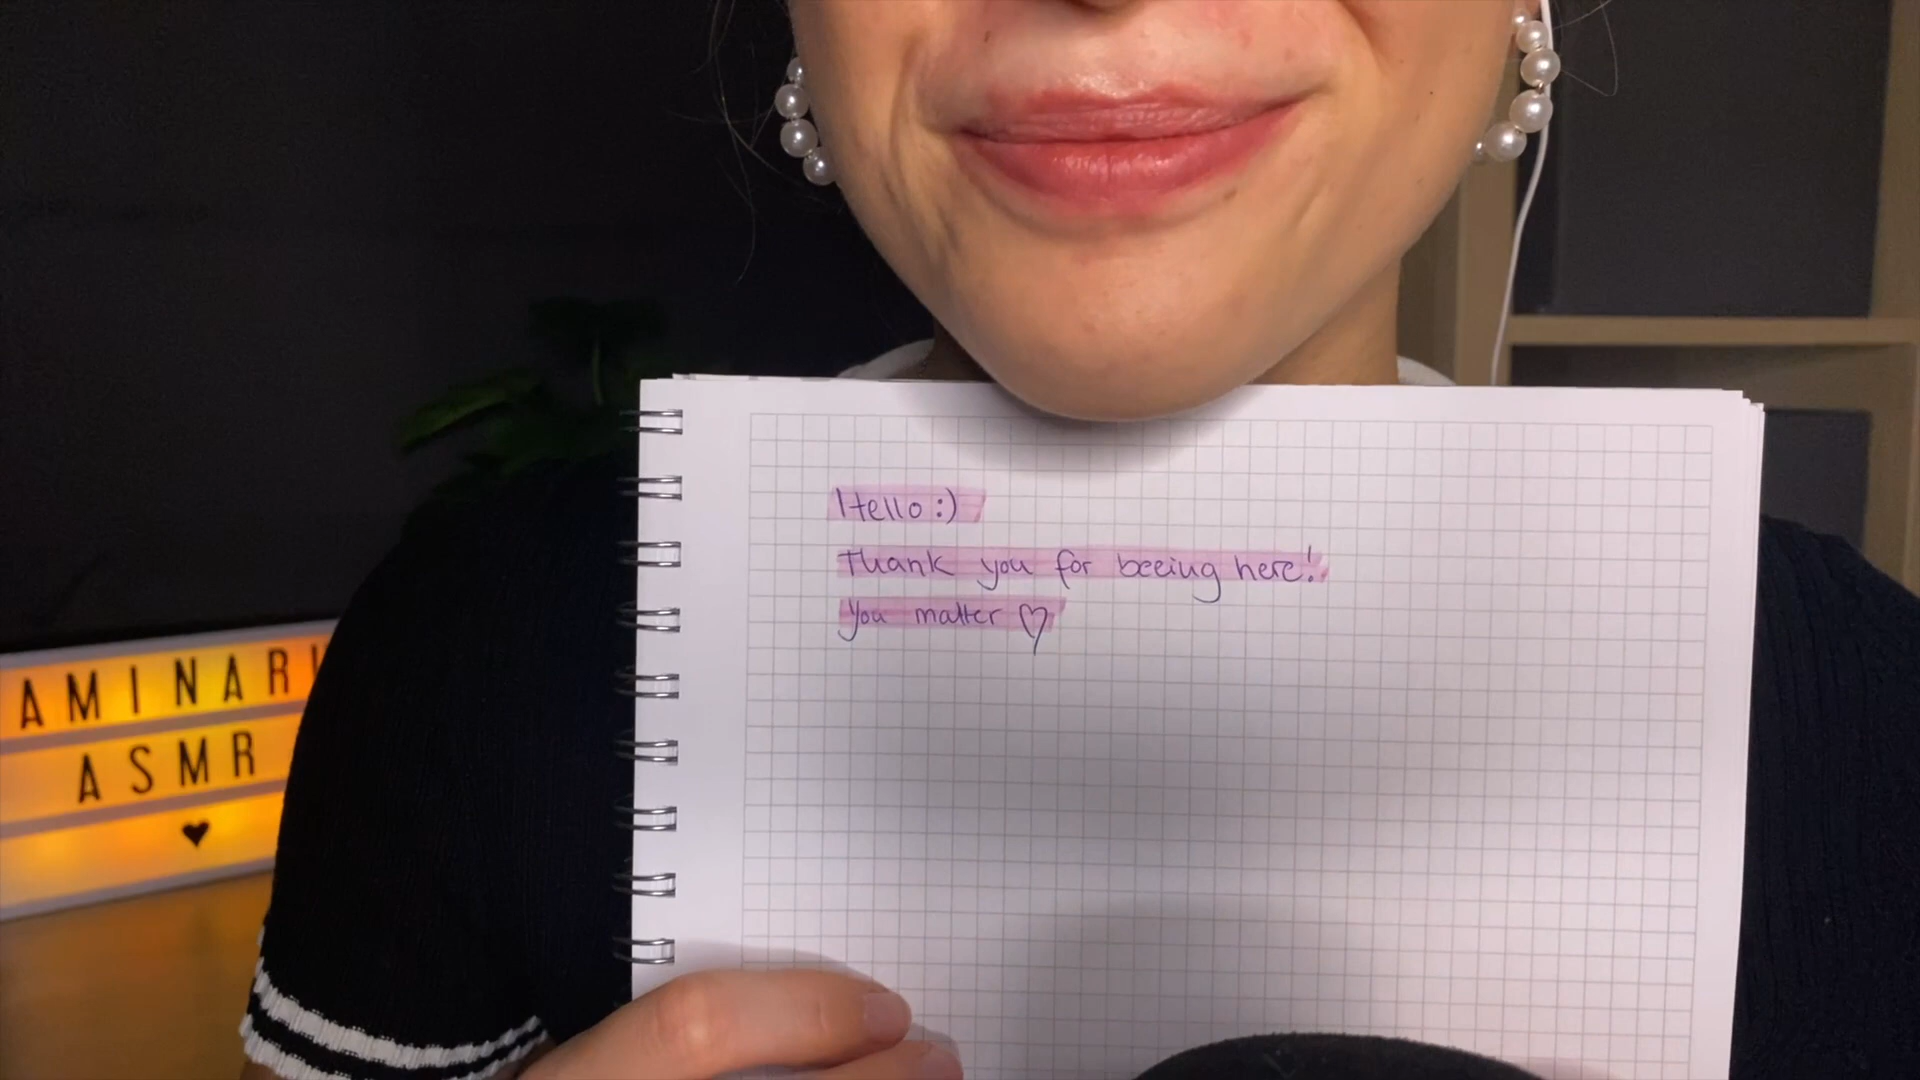 Hello :)
Thank you for beeing here!
You matter ♡
AMINARI
ASMR
♥